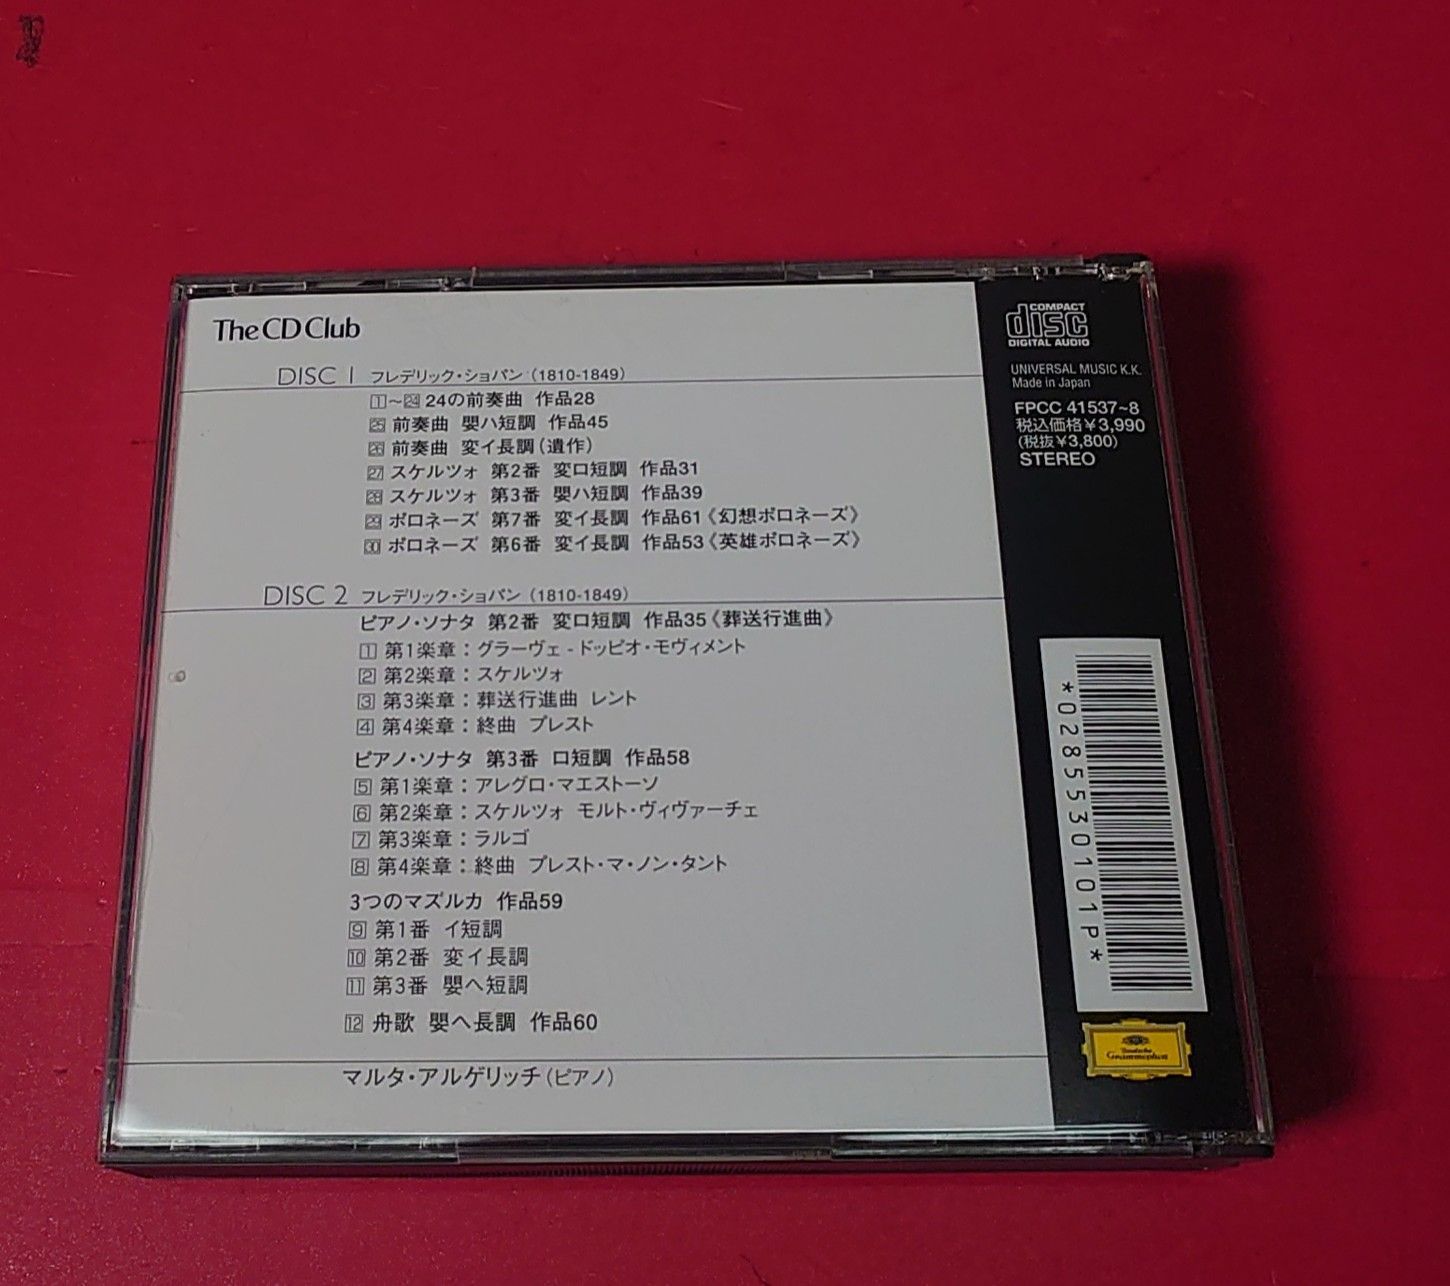 The CD Club
DISC 1 フレデリック・ショパン (1810-1849)
1~24 24の前奏曲 作品28
25 前奏曲 嬰ハ短調 作品45
26 前奏曲 変イ長調(遺作)
27 スケルツォ 第2番 変ロ短調 作品31
28 スケルツォ 第3番 嬰ハ短調 作品39
29 ポロネーズ 第7番 変イ長調 作品61《幻想ポロネーズ》
30 ポロネーズ 第6番 変イ長調 作品53《英雄ポロネーズ》
DISC 2 フレデリック・ショパン (1810-1849)
ピアノ・ソナタ 第2番 変ロ短調 作品35《葬送行進曲》
1 第1楽章:グラーヴェ - ドッピオ・モヴィメント
2 第2楽章:スケルツォ
3 第3楽章:葬送行進曲 レント
4 第4楽章:終曲 プレスト
ピアノ・ソナタ 第3番 ロ短調 作品58
5 第1楽章:アレグロ・マエストーソ
6 第2楽章:スケルツォ モルト・ヴィヴァーチェ
7 第3楽章:ラルゴ
8 第4楽章:終曲 プレスト・マ・ノン・タント
3つのマズルカ 作品59
9 第1番 イ短調
10 第2番 変イ長調
11 第3番 嬰ヘ短調
12 舟歌 嬰ヘ長調 作品60
マルタ・アルゲリッチ(ピアノ)
COMPACT
disc
DIGITAL AUDIO
UNIVERSAL MUSIC K.K.
Made in Japan
FPCC 41537~8
税込価格¥3,990
(税抜¥3,800)
STEREO
*0285530101P*
Deutsche
Grammophon